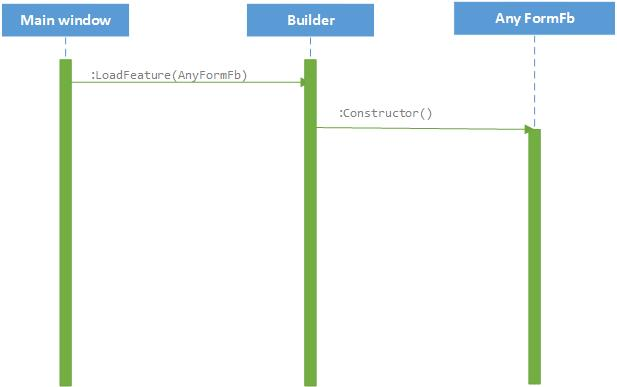 Main window
Builder
Any FormFb
:LoadFeature(AnyFormFb)
:Constructor()